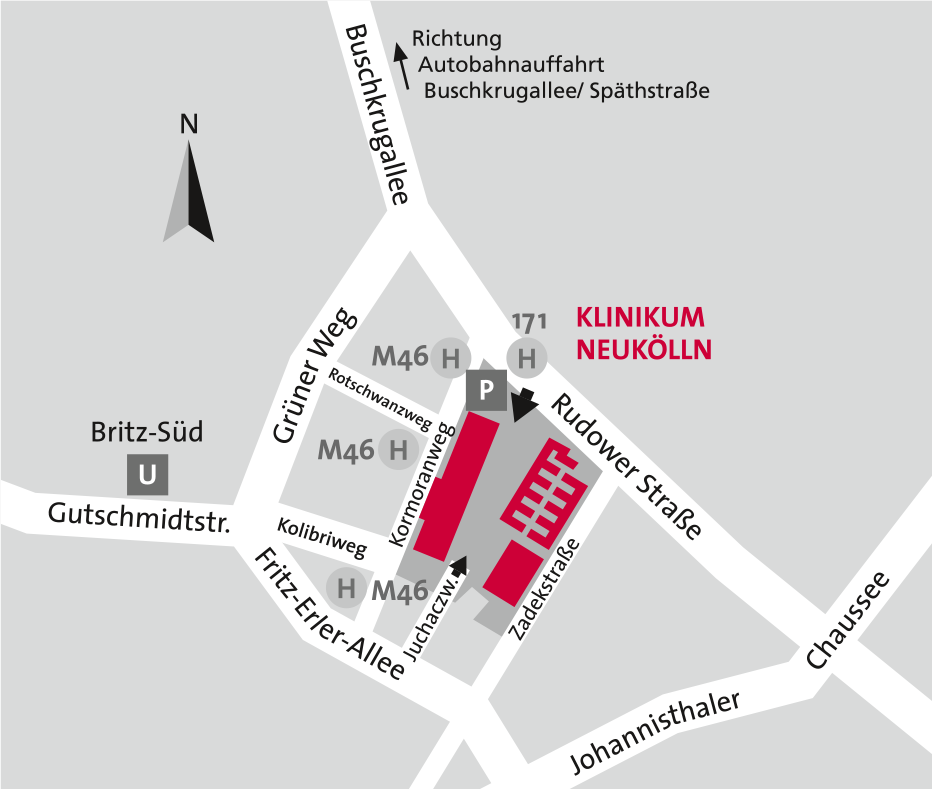 Buschkrugallee
Richtung
Autobahnauffahrt
Buschkrugallee/ Späthstraße
N
171
KLINIKUM
NEUKÖLLN
M46 H
H
Grüner Weg
Rotschwanzweg
P
Rudower Straße
Britz-Süd
U
M46 H
Kormoranweg
Gutschmidtstr.
Kolibriweg
Fritz-Erler-Allee
H M46
Juchaczw.
Zadekstraße
Chaussee
Johannisthaler